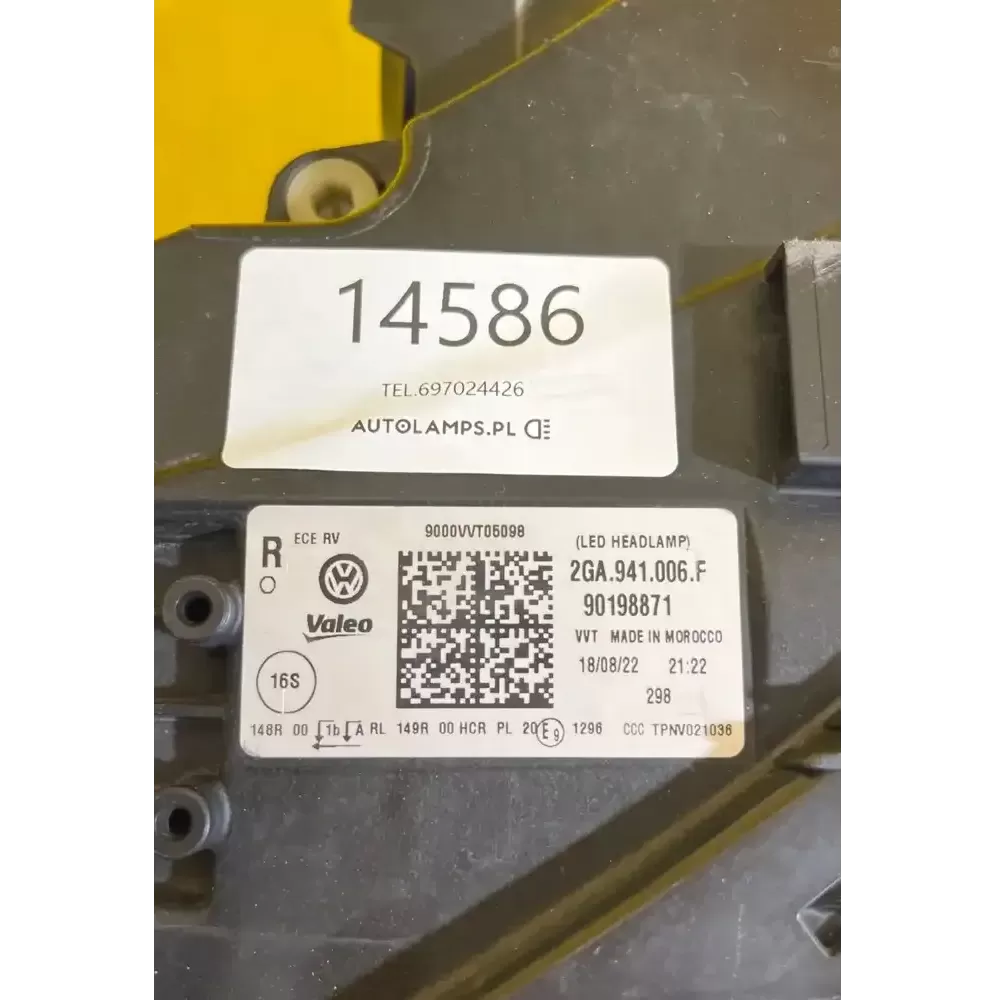 14586
TEL.697024426
AUTOLAMPS.PL
R ECE RV
9000VVT05098
(LED HEADLAMP)
2GA.941.006.F
Valeo
90198871
VVT MADE IN MOROCCO
16S
18/08/22 21:22
298
148R 00 1b A RL 149R 00 HCR PL 20 E9 1296 CCC TPNV021036